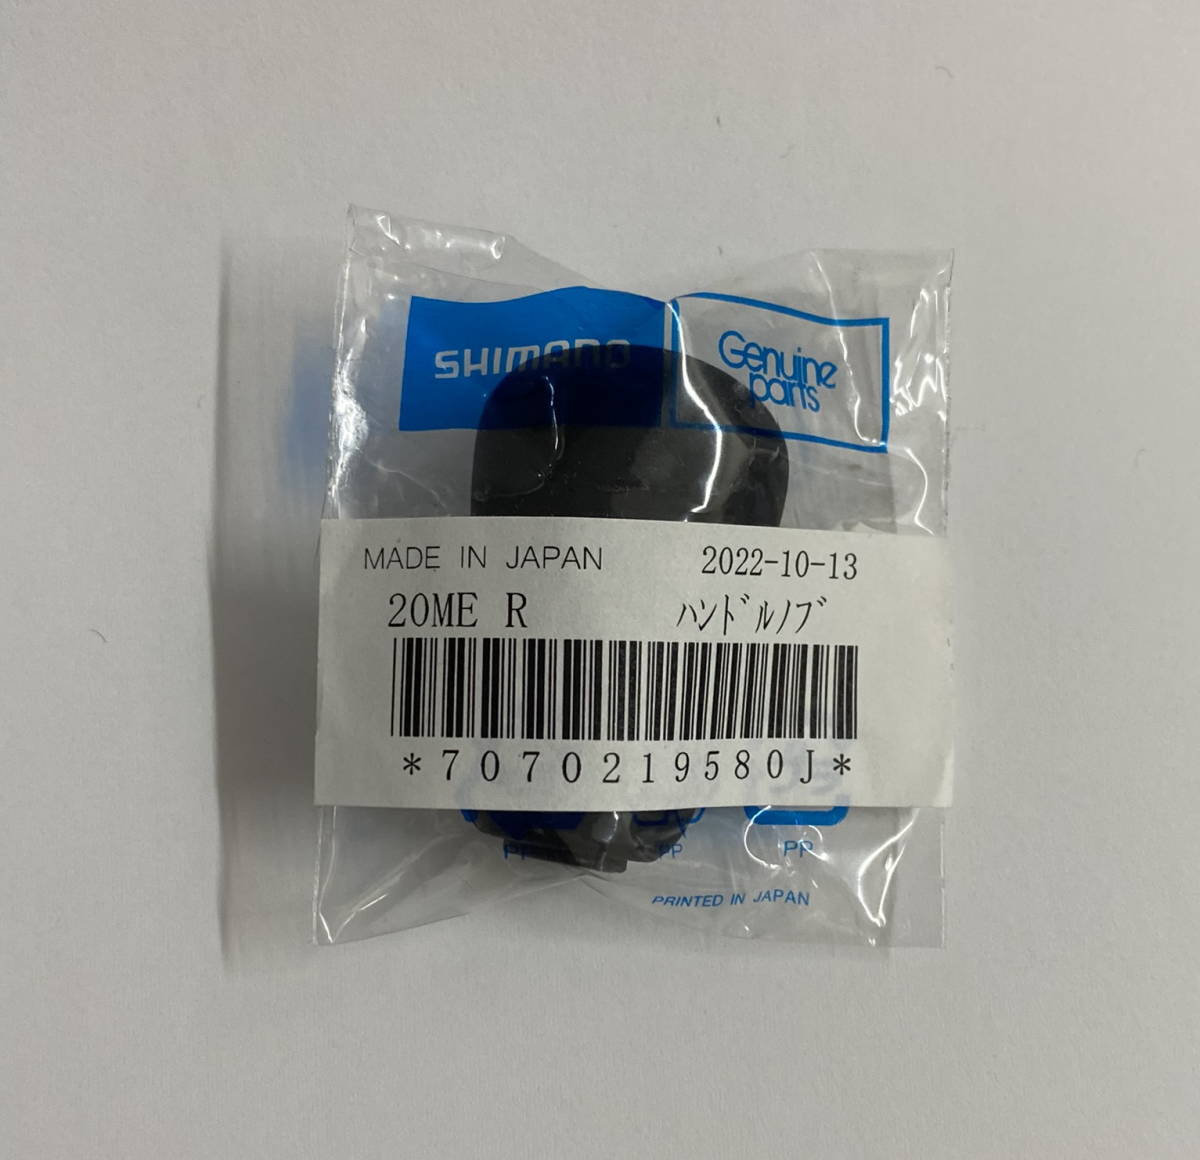 SHIMANO
Genuine
parts
MADE IN JAPAN 2022-10-13
20ME R ﾊﾝﾄﾞﾙﾉﾌﾞ
*7070219580J*
PP PP PP
PRINTED IN JAPAN